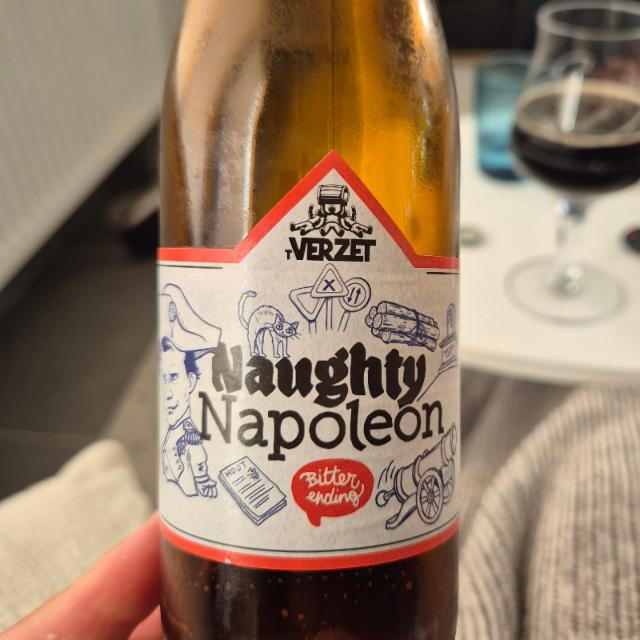 'T VERZET
Naughty
Napoleon
MOUT
Bitter
ending